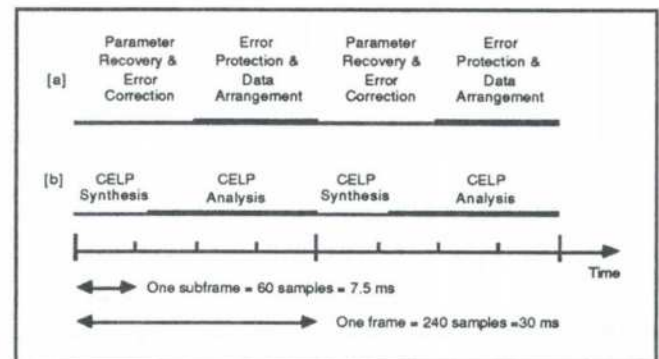 Parameter Error Parameter Error
Recovery & Protection & Recovery & Protection &
[a] Error Data Error Data
Correction Arrangement Correction Arrangement
[b] CELP CELP CELP CELP
Synthesis Analysis Synthesis Analysis
Time
One subframe = 60 samples = 7.5 ms
One frame = 240 samples =30 ms